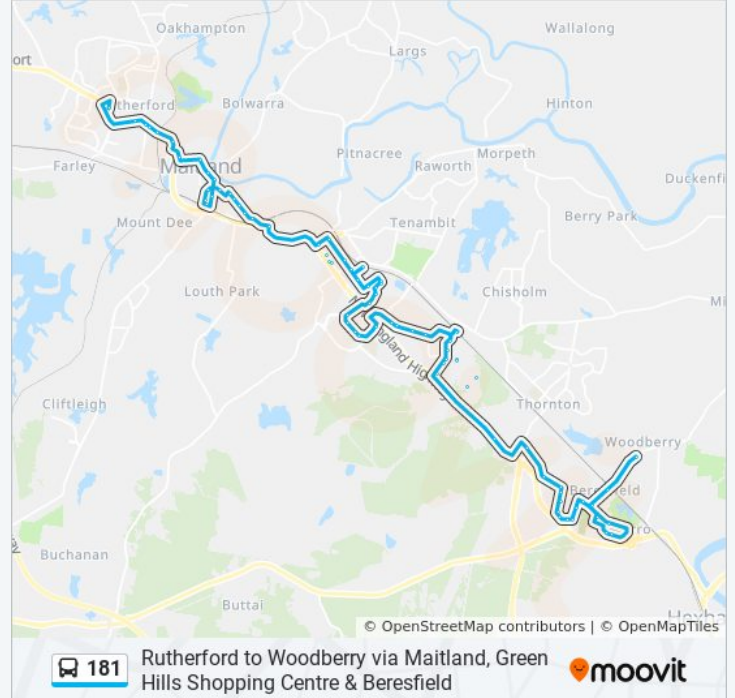 Oakhampton
Wallalong
ort
Largs
Rutherford
Bolwarra
Hinton
Pitnacree
Morpeth
Farley
Maitland
Raworth
Duckenfi
Mount Dee
Tenambit
Berry Park
Louth Park
Chisholm
Mi
Cliftleigh
Thornton
Woodberry
Buchanan
Buttai
© OpenStreetMap contributors | © OpenMapTiles
181
Rutherford to Woodberry via Maitland, Green
Hills Shopping Centre & Beresfield
moovit